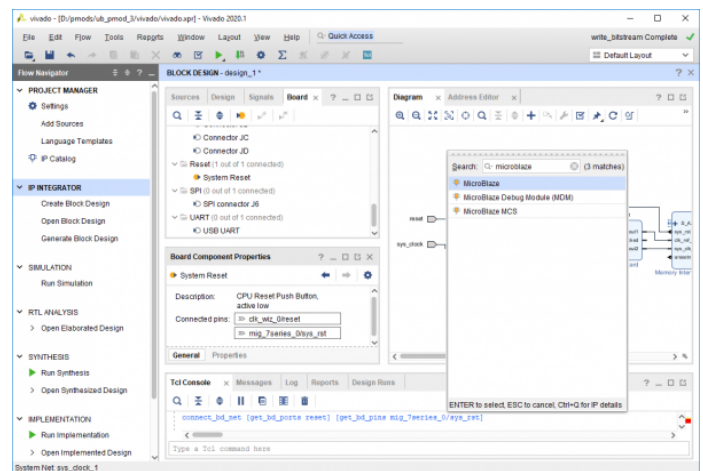 vivado - [D:/pmods/ub_pmod_3/vivado/vivado.xpr] - Vivado 2020.1
File Edit Flow Tools Reports Window Layout View Help Quick Access
write_bitstream Complete
Default Layout
Flow Navigator
PROJECT MANAGER
Settings
Add Sources
Language Templates
IP Catalog
IP INTEGRATOR
Create Block Design
Open Block Design
Generate Block Design
SIMULATION
Run Simulation
RTL ANALYSIS
Open Elaborated Design
SYNTHESIS
Run Synthesis
Open Synthesized Design
IMPLEMENTATION
Run Implementation
Open Implemented Design
System Net: sys_clock_1
BLOCK DESIGN - design_1 *
Sources Design Signals Board
Connector JC
Connector JD
Reset (1 out of 1 connected)
System Reset
SPI (0 out of 1 connected)
SPI connector J6
UART (0 out of 1 connected)
USB UART
Board Component Properties
System Reset
Description: CPU Reset Push Button,
active low
Connected pins: clk_wiz_0/reset
mig_7series_0/sys_rst
General Properties
Diagram Address Editor
Search: microblaze (3 matches)
MicroBlaze
MicroBlaze Debug Module (MDM)
MicroBlaze MCS
ENTER to select, ESC to cancel, Ctrl+Q for IP details
reset
sys_clock
Memory Inter
Tcl Console Messages Log Reports Design Runs
connect_bd_net [get_bd_ports reset] [get_bd_pins mig_7series_0/sys_rst]
Type a Tcl command here